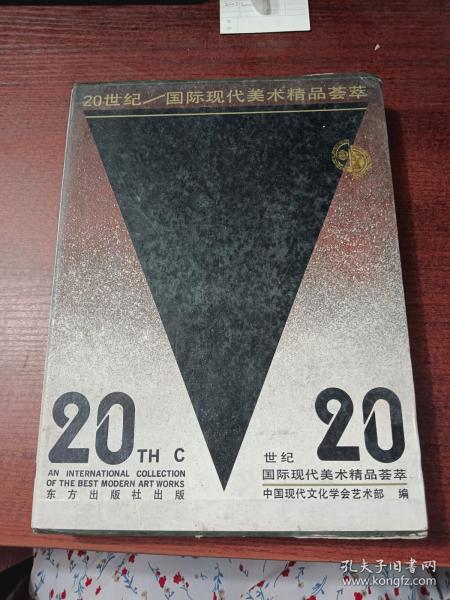 20世纪/国际现代美术精品荟萃
20TH C
AN INTERNATIONAL COLLECTION
OF THE BEST MODERN ART WORKS
东方出版社出版
世纪 20
国际现代美术精品荟萃
中国现代文化学会艺术部 编
孔夫子旧书网
www.kongfz.com